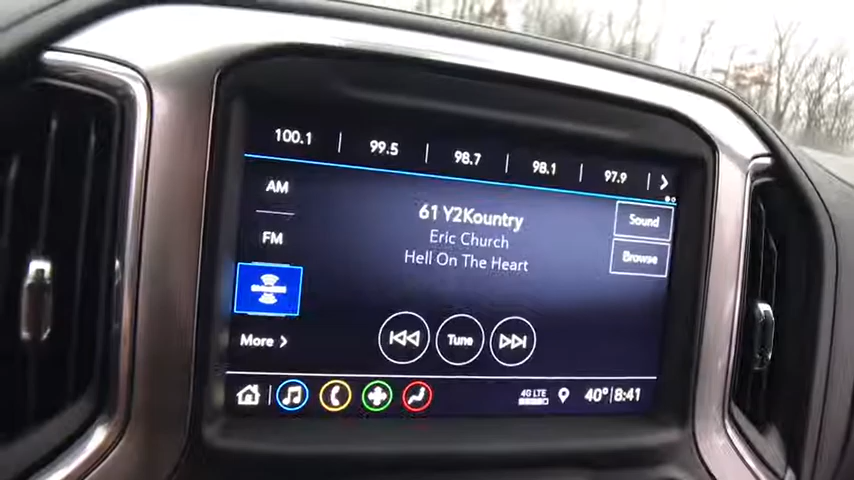 100.1 | 99.5 | 98.7 | 98.1 | 97.9
AM
FM
61 Y2Kountry
Eric Church
Hell On The Heart
Sound
Browse
More
Tune
4G LTE
40° | 8:41